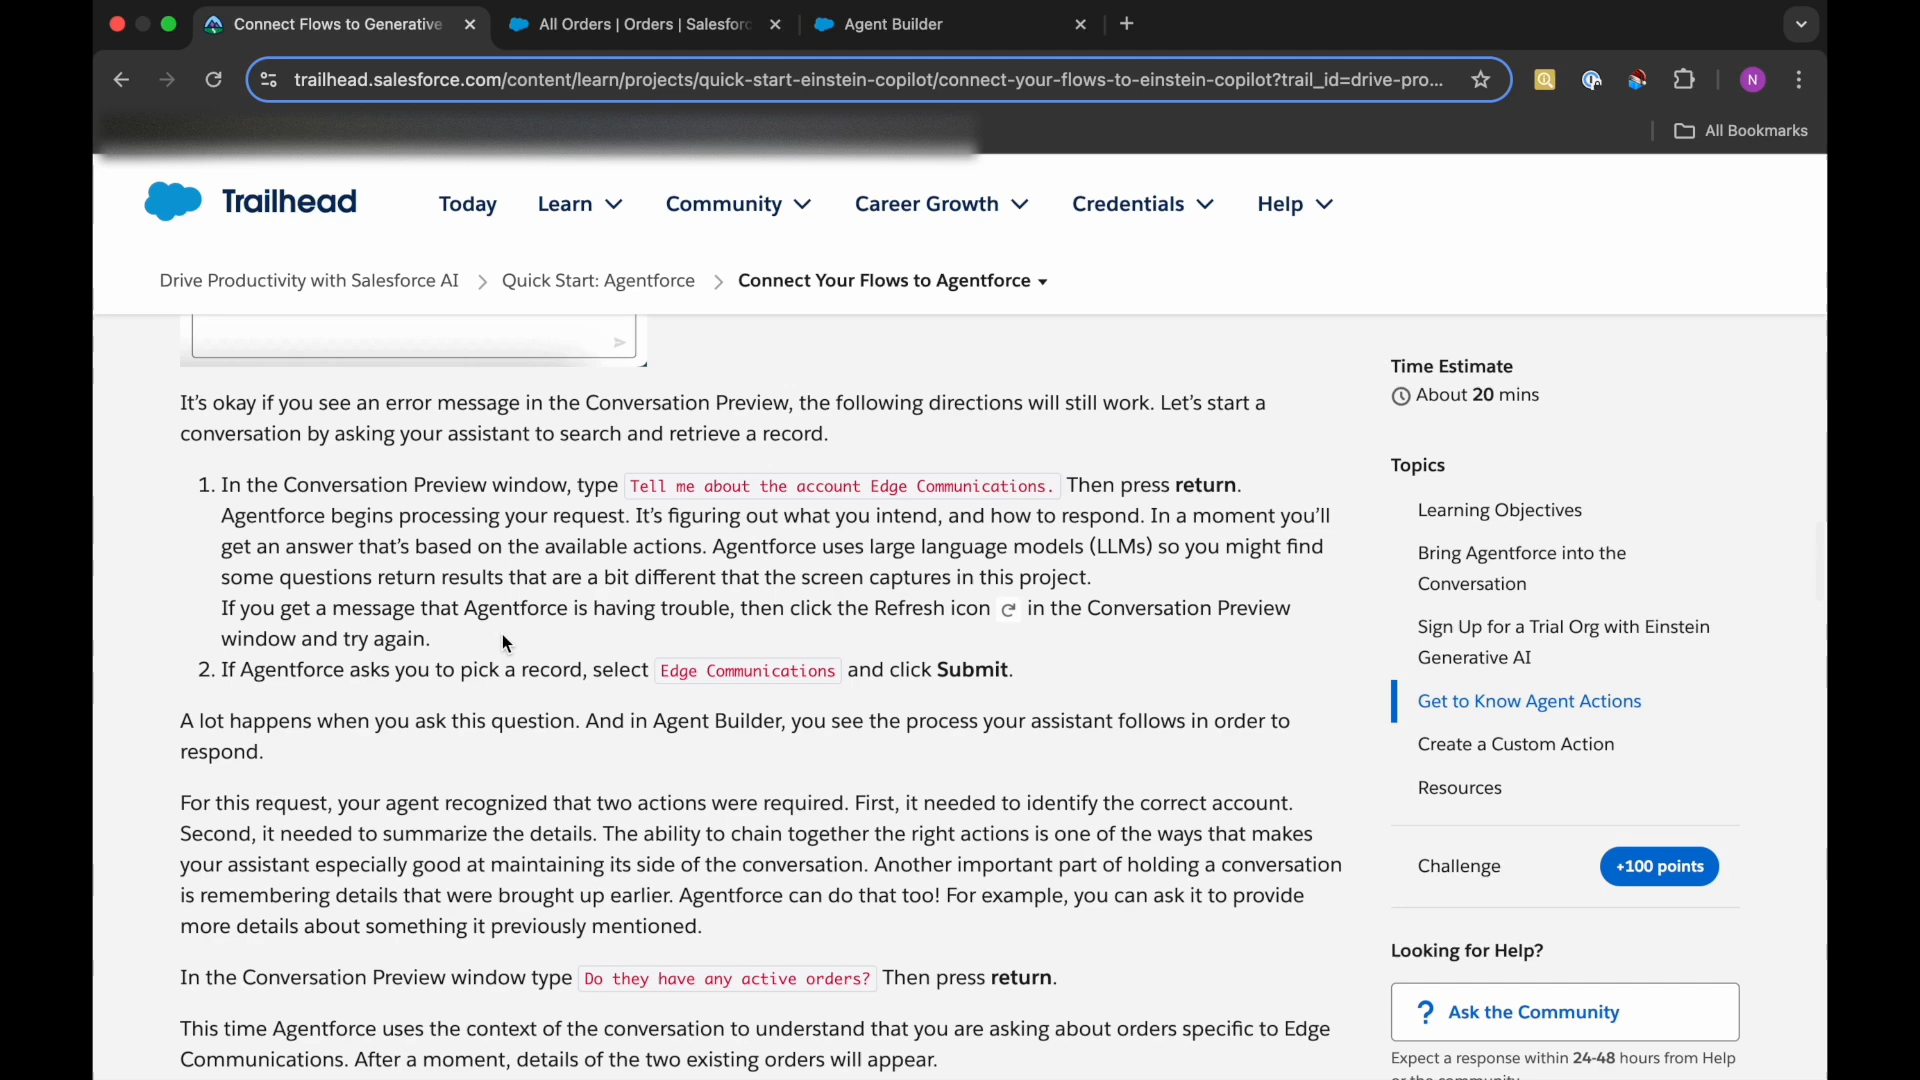 Connect Flows to Generative
All Orders | Orders | Salesforc
Agent Builder
trailhead.salesforce.com/content/learn/projects/quick-start-einstein-copilot/connect-your-flows-to-einstein-copilot?trail_id=drive-pro...
N
All Bookmarks
Trailhead
Today
Learn
Community
Career Growth
Credentials
Help
Drive Productivity with Salesforce AI
Quick Start: Agentforce
Connect Your Flows to Agentforce
It's okay if you see an error message in the Conversation Preview, the following directions will still work. Let's start a
conversation by asking your assistant to search and retrieve a record.
1. In the Conversation Preview window, type Tell me about the account Edge Communications. Then press return.
Agentforce begins processing your request. It's figuring out what you intend, and how to respond. In a moment you'll
get an answer that's based on the available actions. Agentforce uses large language models (LLMs) so you might find
some questions return results that are a bit different that the screen captures in this project.
If you get a message that Agentforce is having trouble, then click the Refresh icon in the Conversation Preview
window and try again.
2. If Agentforce asks you to pick a record, select Edge Communications and click Submit.
A lot happens when you ask this question. And in Agent Builder, you see the process your assistant follows in order to
respond.
For this request, your agent recognized that two actions were required. First, it needed to identify the correct account.
Second, it needed to summarize the details. The ability to chain together the right actions is one of the ways that makes
your assistant especially good at maintaining its side of the conversation. Another important part of holding a conversation
is remembering details that were brought up earlier. Agentforce can do that too! For example, you can ask it to provide
more details about something it previously mentioned.
In the Conversation Preview window type Do they have any active orders? Then press return.
This time Agentforce uses the context of the conversation to understand that you are asking about orders specific to Edge
Communications. After a moment, details of the two existing orders will appear.
Time Estimate
About 20 mins
Topics
Learning Objectives
Bring Agentforce into the
Conversation
Sign Up for a Trial Org with Einstein
Generative AI
Get to Know Agent Actions
Create a Custom Action
Resources
Challenge
+100 points
Looking for Help?
? Ask the Community
Expect a response within 24-48 hours from Help